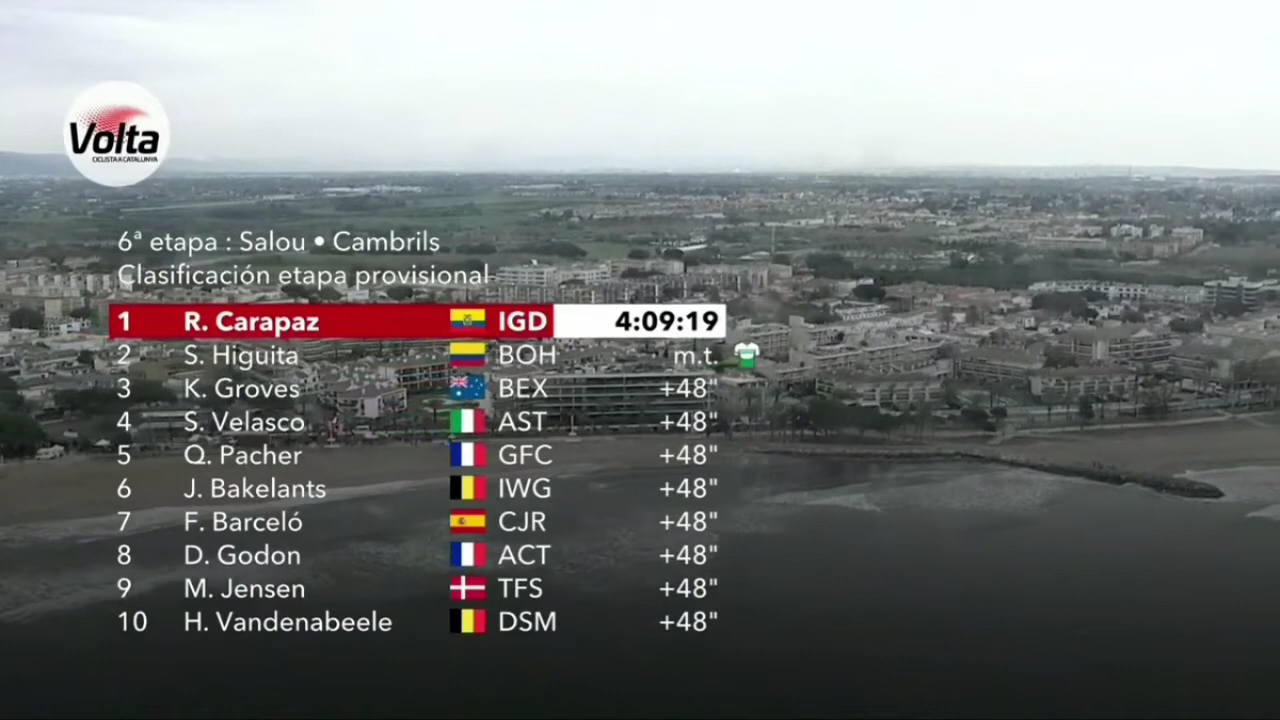 Volta
CICLISTA A CATALUNYA
6ª etapa : Salou • Cambrils
Clasificación etapa provisional
1 R. Carapaz IGD 4:09:19
2 S. Higuita BOH m.t.
3 K. Groves BEX +48"
4 S. Velasco AST +48"
5 Q. Pacher GFC +48"
6 J. Bakelants IWG +48"
7 F. Barceló CJR +48"
8 D. Godon ACT +48"
9 M. Jensen TFS +48"
10 H. Vandenabeele DSM +48"